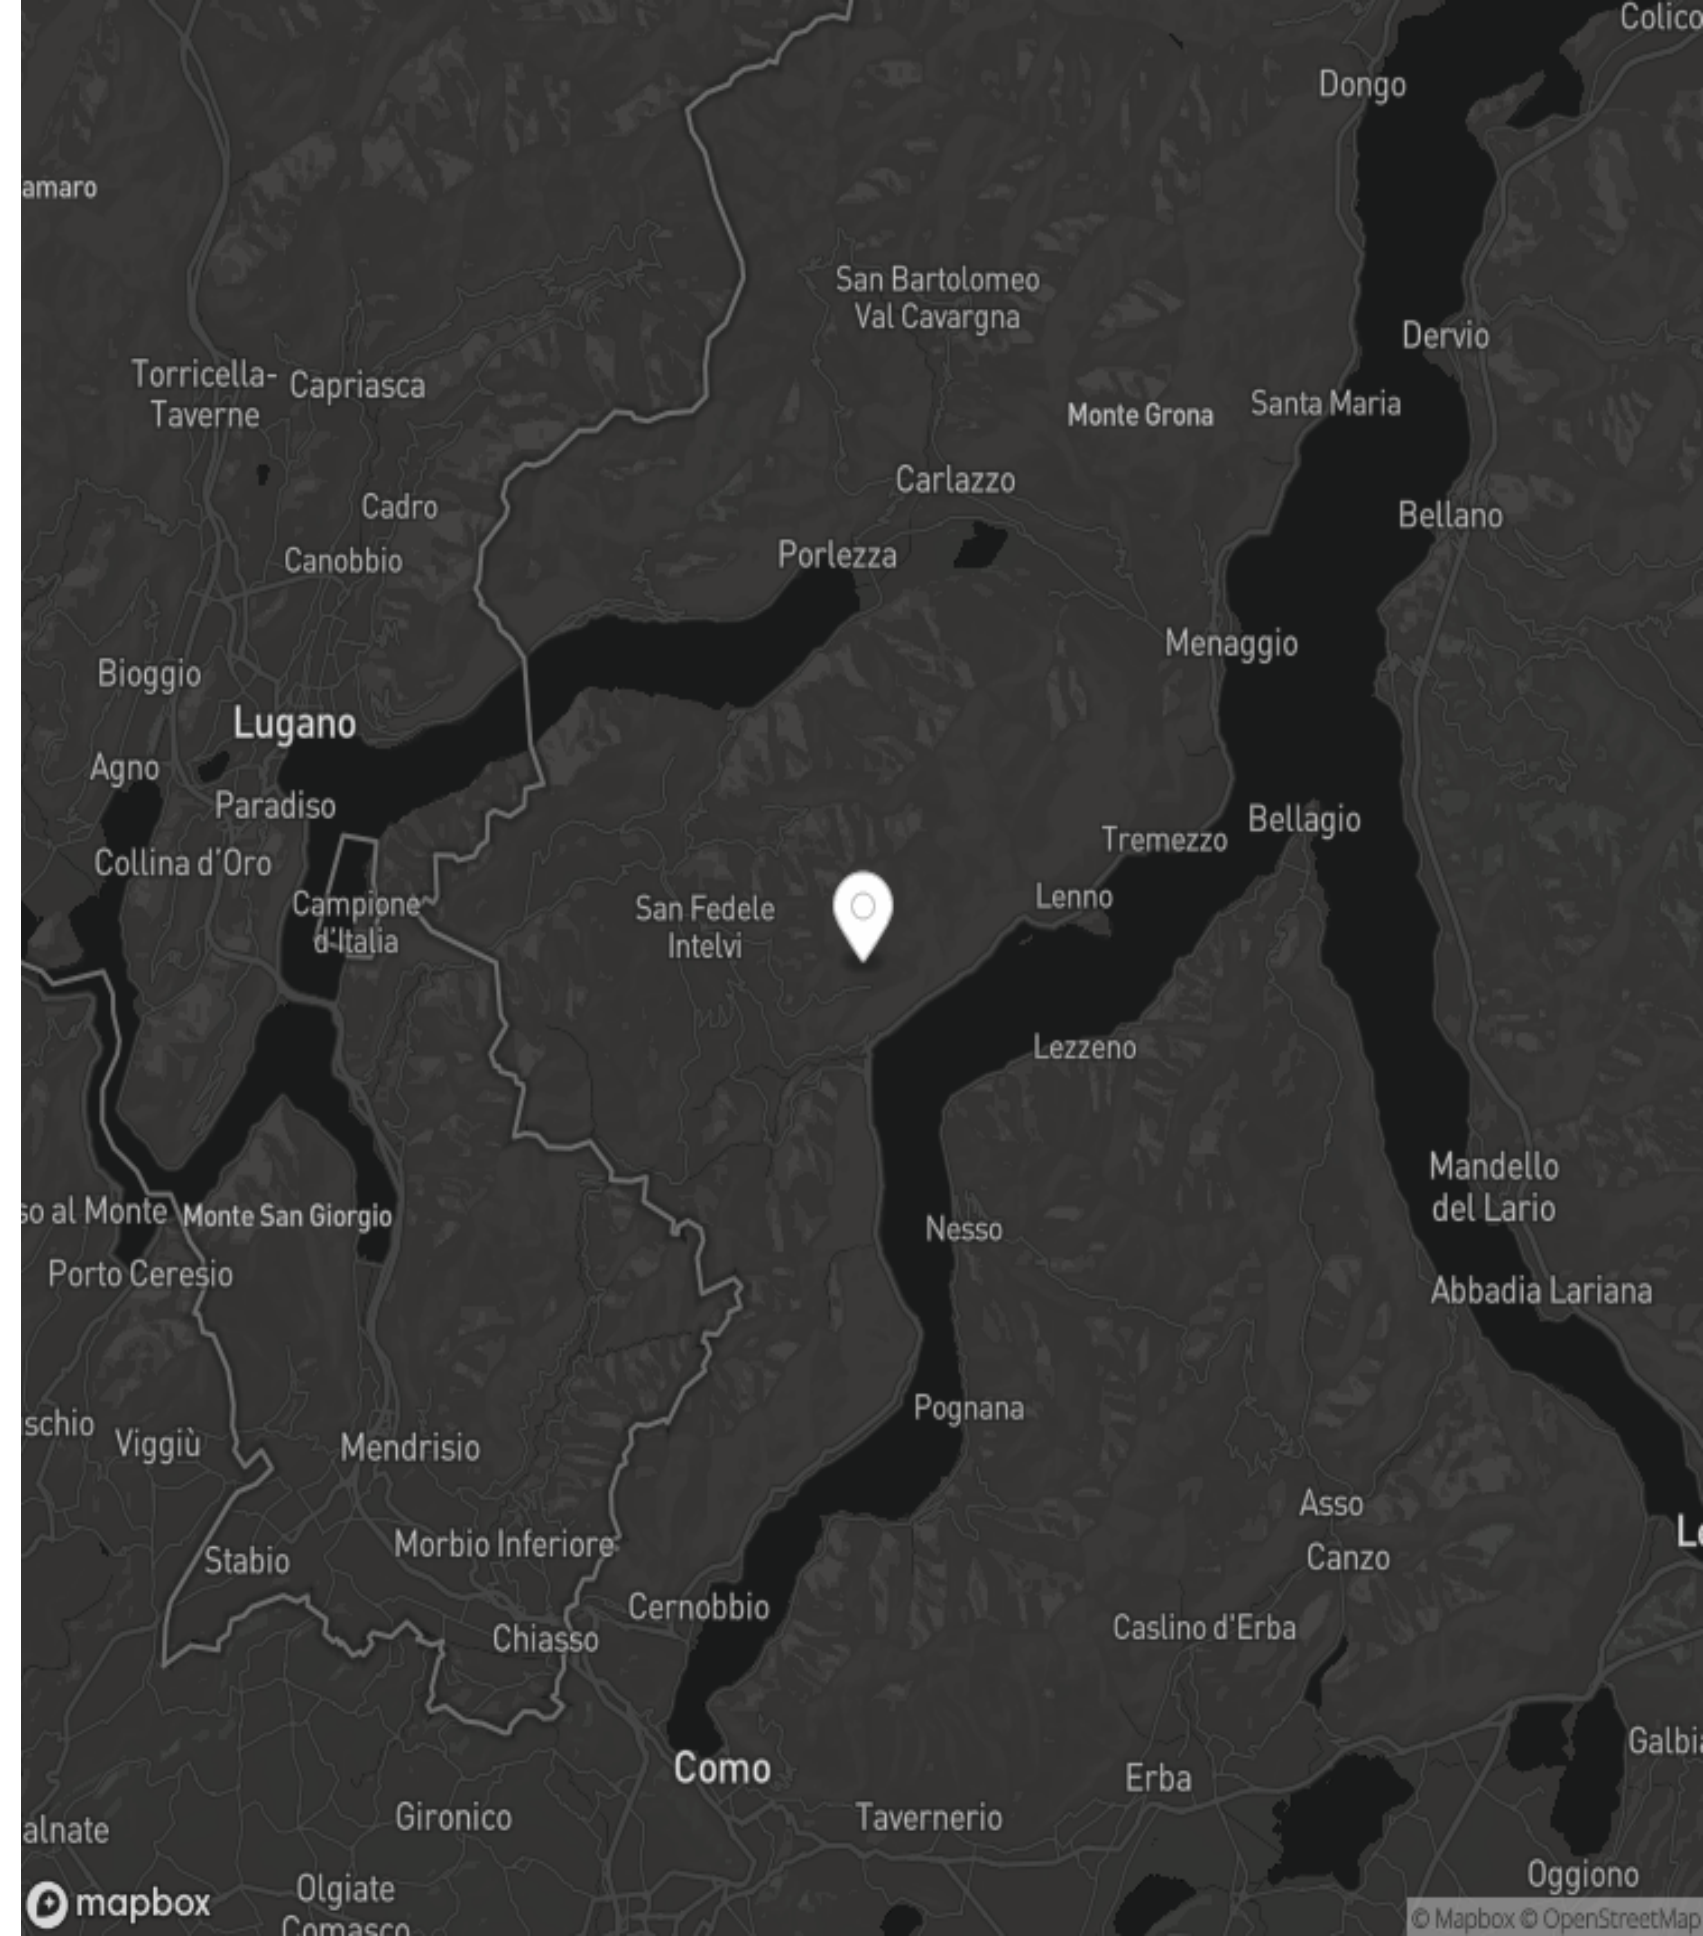 Colico
Dongo
amaro
San Bartolomeo
Val Cavargna
Dervio
Torricella-
Taverne
Capriasca
Santa Maria
Monte Grona
Carlazzo
Cadro
Bellano
Porlezza
Canobbio
Menaggio
Bioggio
Lugano
Agno
Paradiso
Bellagio
Tremezzo
Collina d'Oro
Lenno
Campione
d'Italia
San Fedele
Intelvi
Lezzeno
Mandello
del Lario
so al Monte
Monte San Giorgio
Nesso
Porto Ceresio
Abbadia Lariana
Pognana
schio
Viggiù
Mendrisio
Asso
Le
Morbio Inferiore
Canzo
Stabio
Cernobbio
Caslino d'Erba
Chiasso
Galbia
Como
Erba
Gironico
Tavernerio
alnate
Oggiono
Olgiate
Comasco
mapbox
© Mapbox © OpenStreetMap